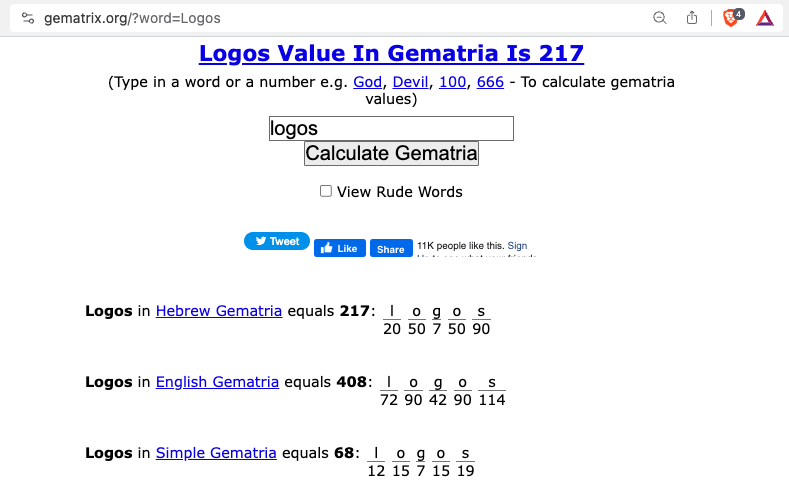 gematrix.org/?word=Logos
4
Logos Value In Gematria Is 217
(Type in a word or a number e.g. God, Devil, 100, 666 - To calculate gematria
values)
logos
Calculate Gematria
View Rude Words
Tweet Like Share 11K people like this. Sign
Logos in Hebrew Gematria equals 217: l o g o s
20 50 7 50 90
Logos in English Gematria equals 408: l o g o s
72 90 42 90 114
Logos in Simple Gematria equals 68: l o g o s
12 15 7 15 19